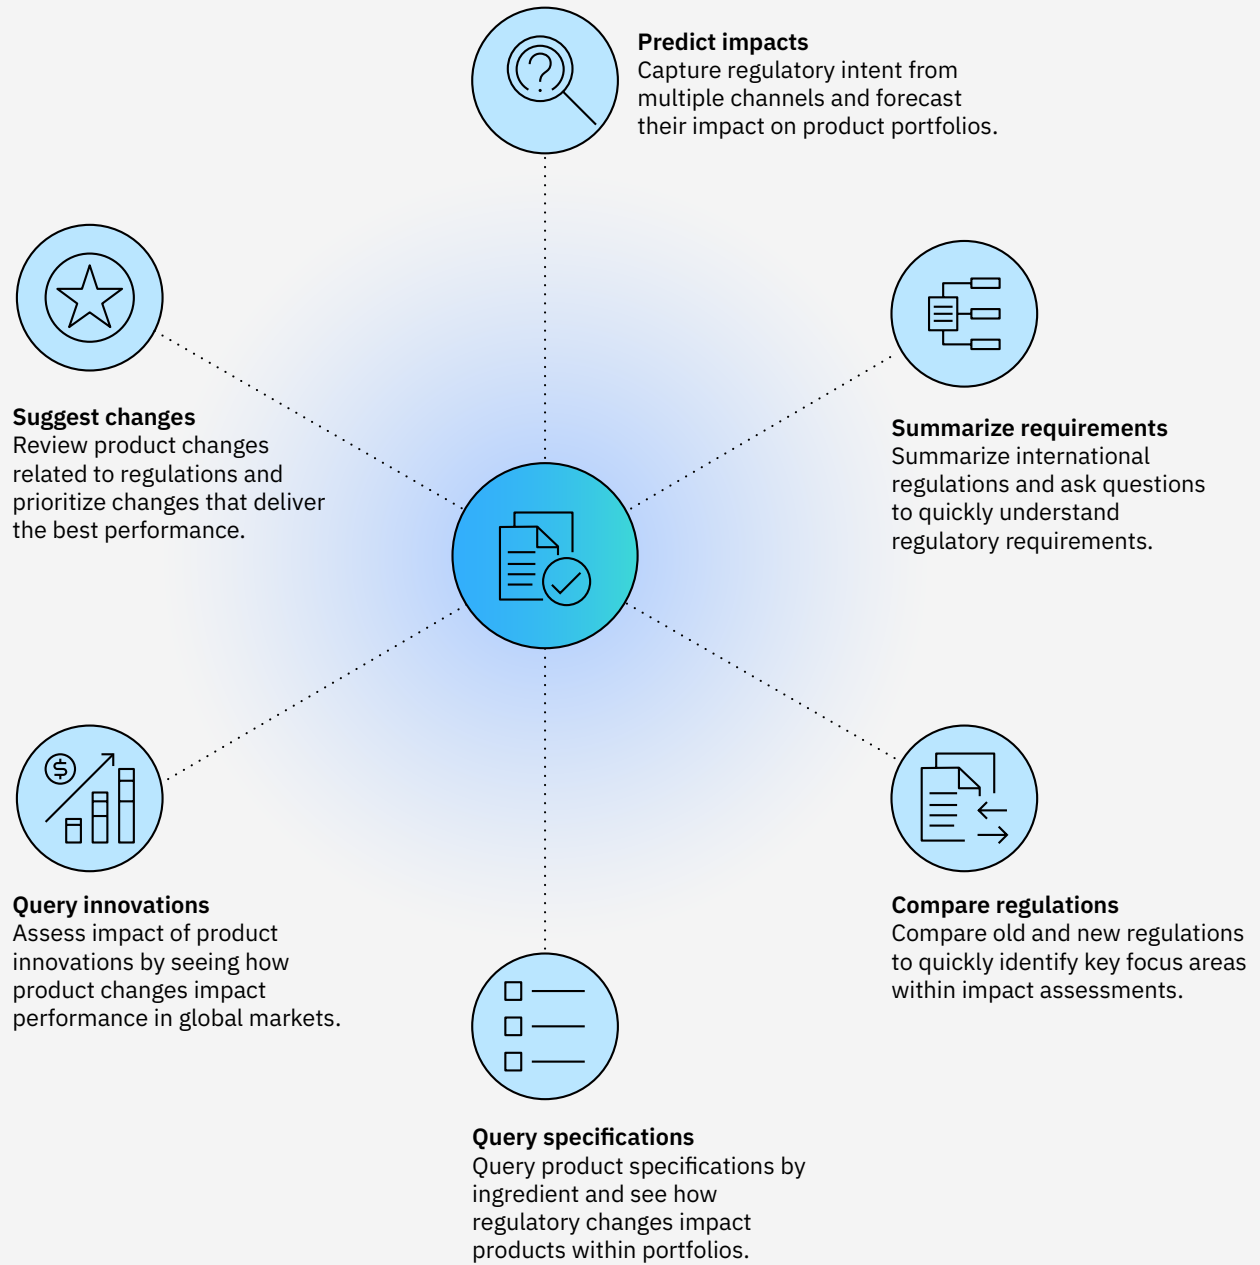 Predict impacts
Capture regulatory intent from
multiple channels and forecast
their impact on product portfolios.
Summarize requirements
Summarize international
regulations and ask questions
to quickly understand
regulatory requirements.
Compare regulations
Compare old and new regulations
to quickly identify key focus areas
within impact assessments.
Query specifications
Query product specifications by
ingredient and see how
regulatory changes impact
products within portfolios.
Query innovations
Assess impact of product
innovations by seeing how
product changes impact
performance in global markets.
Suggest changes
Review product changes
related to regulations and
prioritize changes that deliver
the best performance.